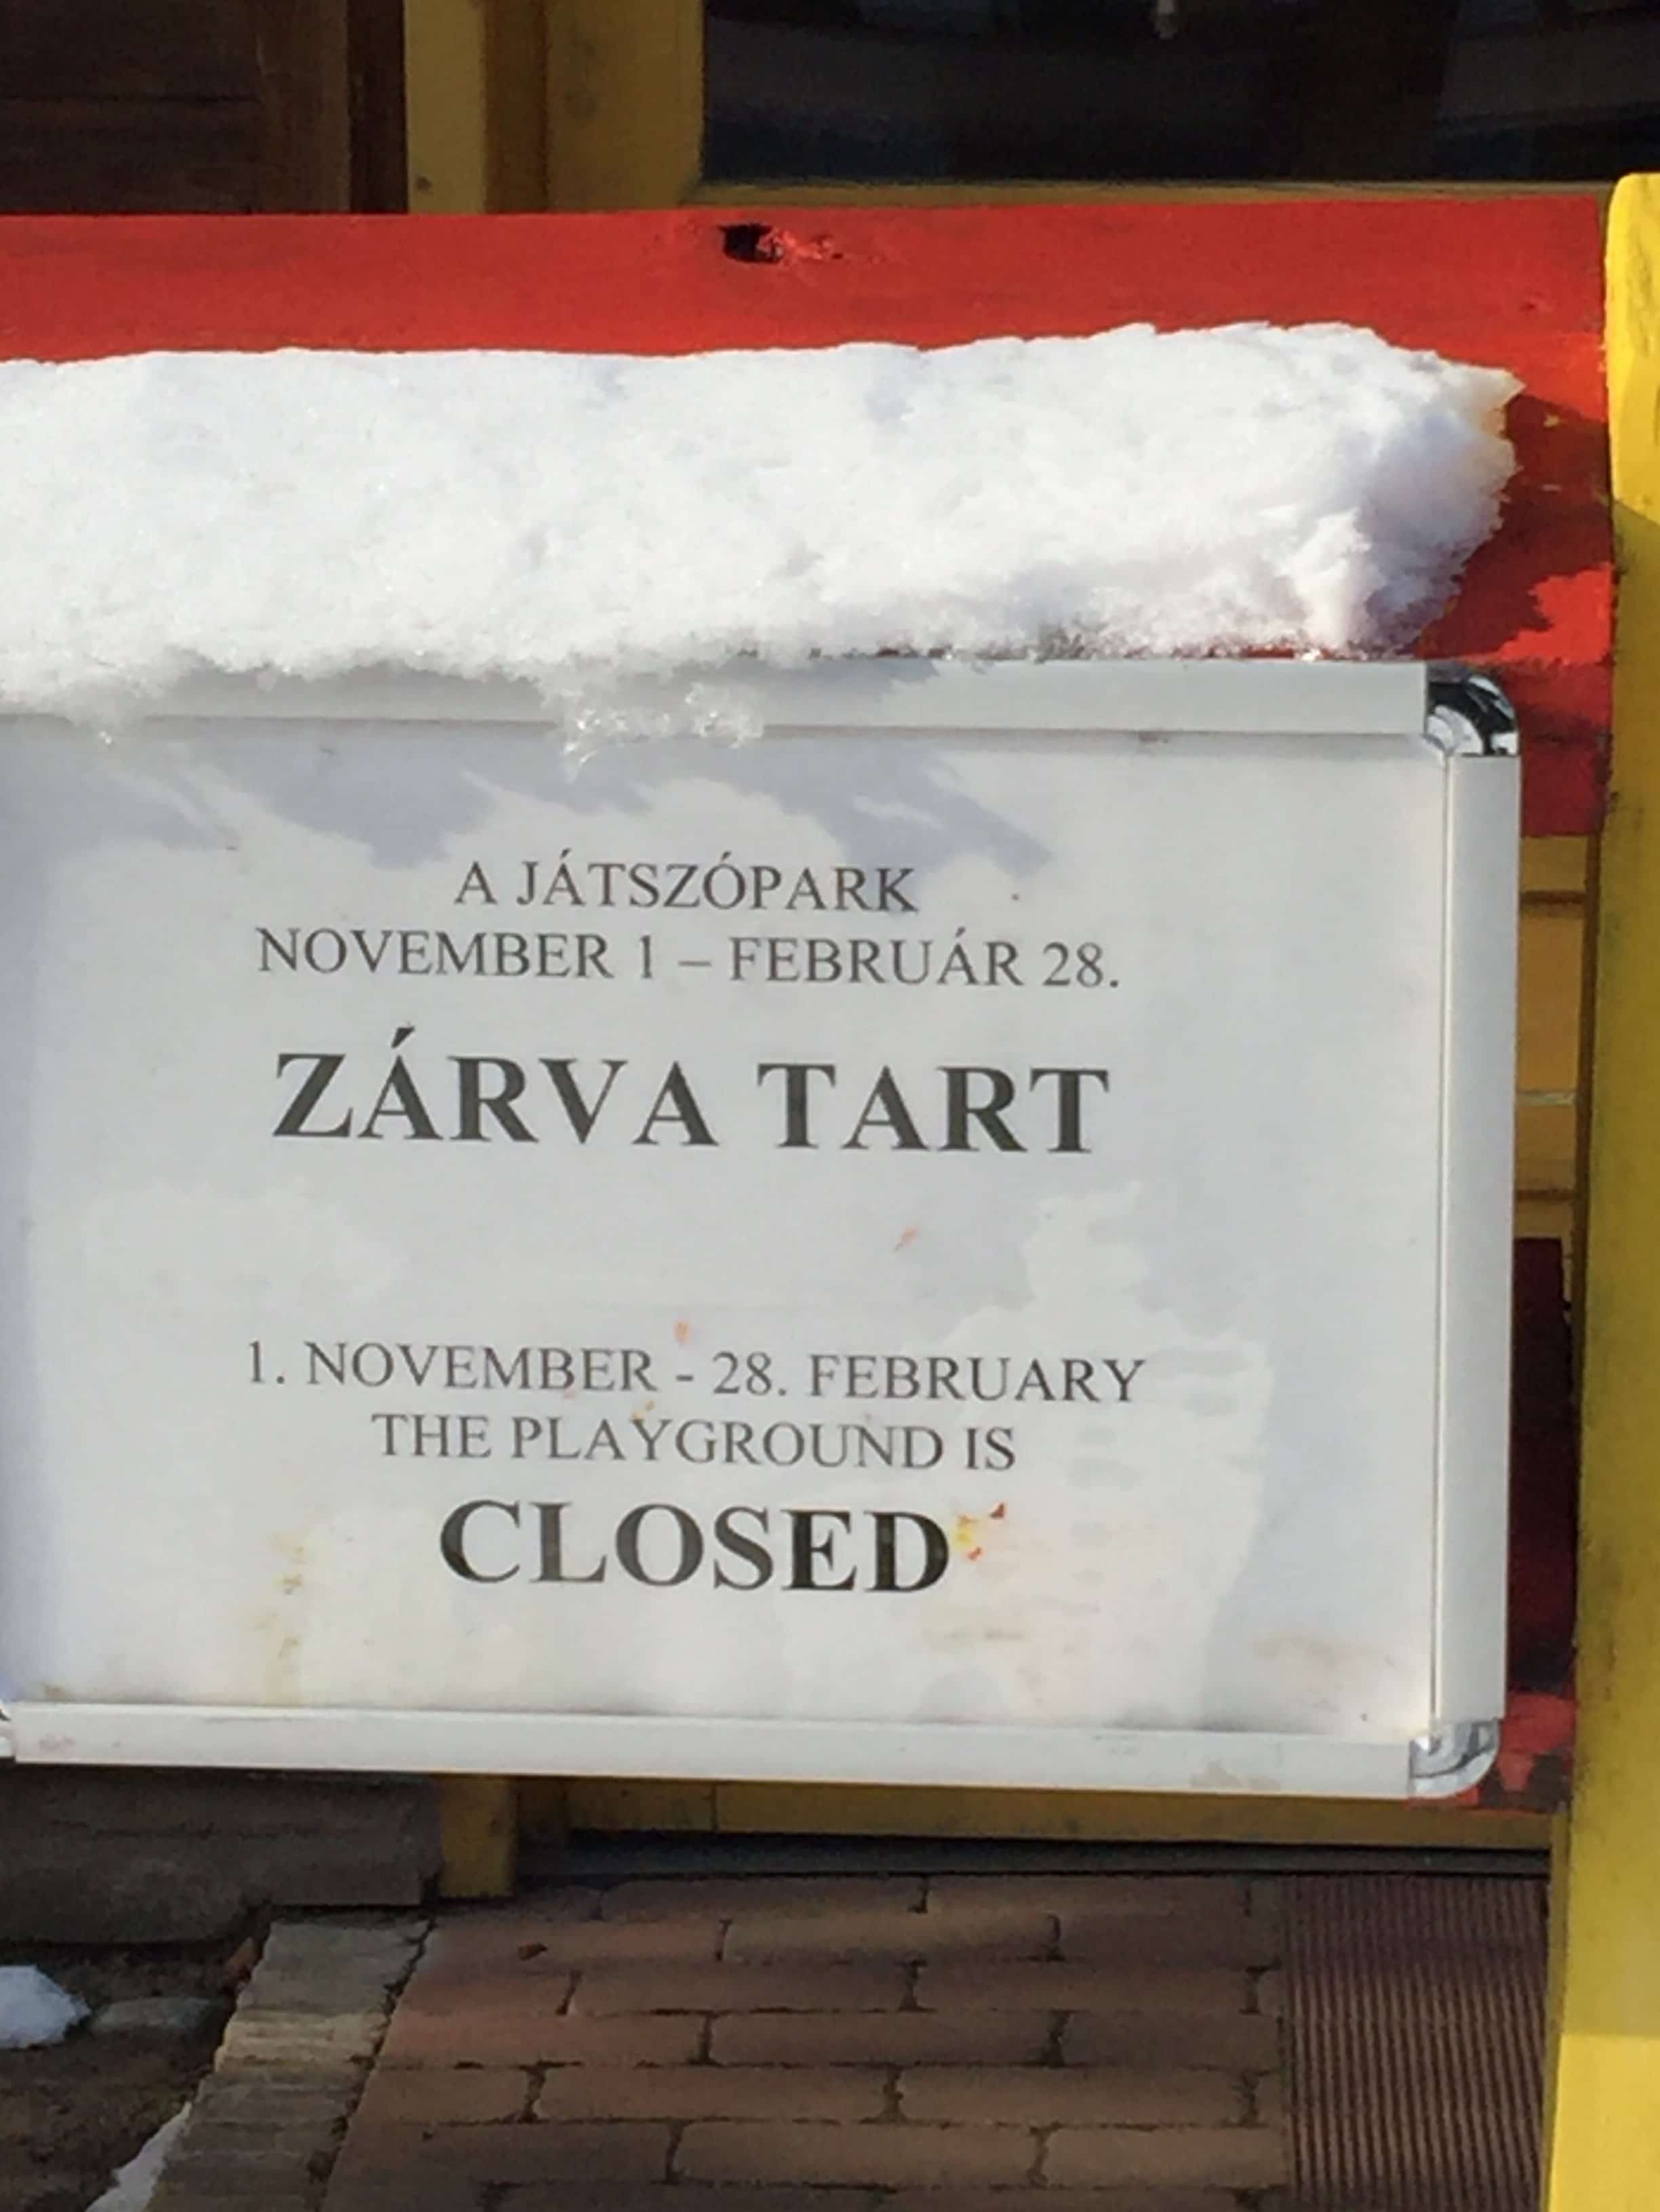 A JÁTSZÓPARK
NOVEMBER 1 – FEBRUÁR 28.
ZÁRVA TART
1. NOVEMBER - 28. FEBRUARY
THE PLAYGROUND IS
CLOSED